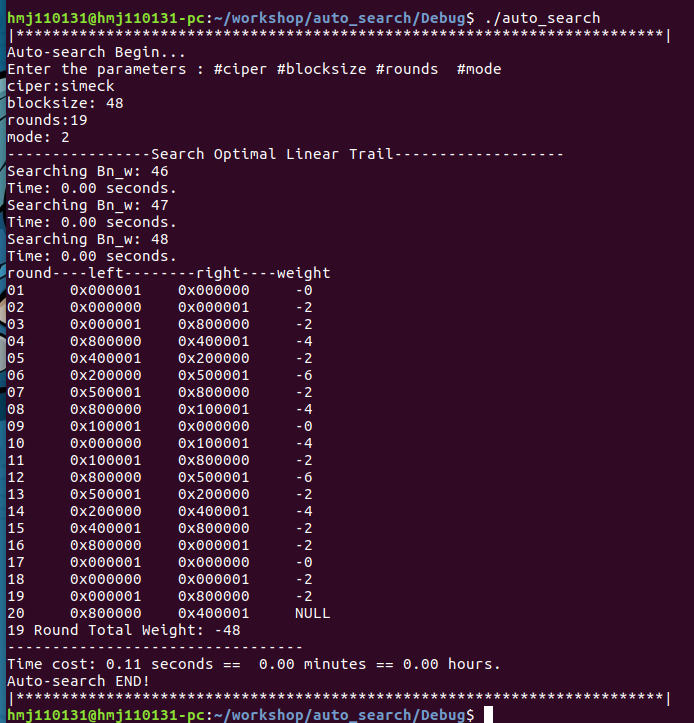 hmj110131@hmj110131-pc:~/workshop/auto_search/Debug$ ./auto_search
|*************************************************************************|
Auto-search Begin...
Enter the parameters : #ciper #blocksize #rounds  #mode
ciper:simeck
blocksize: 48
rounds:19
mode: 2
----------------Search Optimal Linear Trail-------------------
Searching Bn_w: 46
Time: 0.00 seconds.
Searching Bn_w: 47
Time: 0.00 seconds.
Searching Bn_w: 48
Time: 0.00 seconds.
round----left--------right----weight
01     0x000001    0x000000     -0
02     0x000000    0x000001     -2
03     0x000001    0x800000     -2
04     0x800000    0x400001     -4
05     0x400001    0x200000     -2
06     0x200000    0x500001     -6
07     0x500001    0x800000     -2
08     0x800000    0x100001     -4
09     0x100001    0x000000     -0
10     0x000000    0x100001     -4
11     0x100001    0x800000     -2
12     0x800000    0x500001     -6
13     0x500001    0x200000     -2
14     0x200000    0x400001     -4
15     0x400001    0x800000     -2
16     0x800000    0x000001     -2
17     0x000001    0x000000     -0
18     0x000000    0x000001     -2
19     0x000001    0x800000     -2
20     0x800000    0x400001     NULL
19 Round Total Weight: -48
---------------------------------
Time cost: 0.11 seconds ==  0.00 minutes == 0.00 hours.
Auto-search END!
|*************************************************************************|
hmj110131@hmj110131-pc:~/workshop/auto_search/Debug$